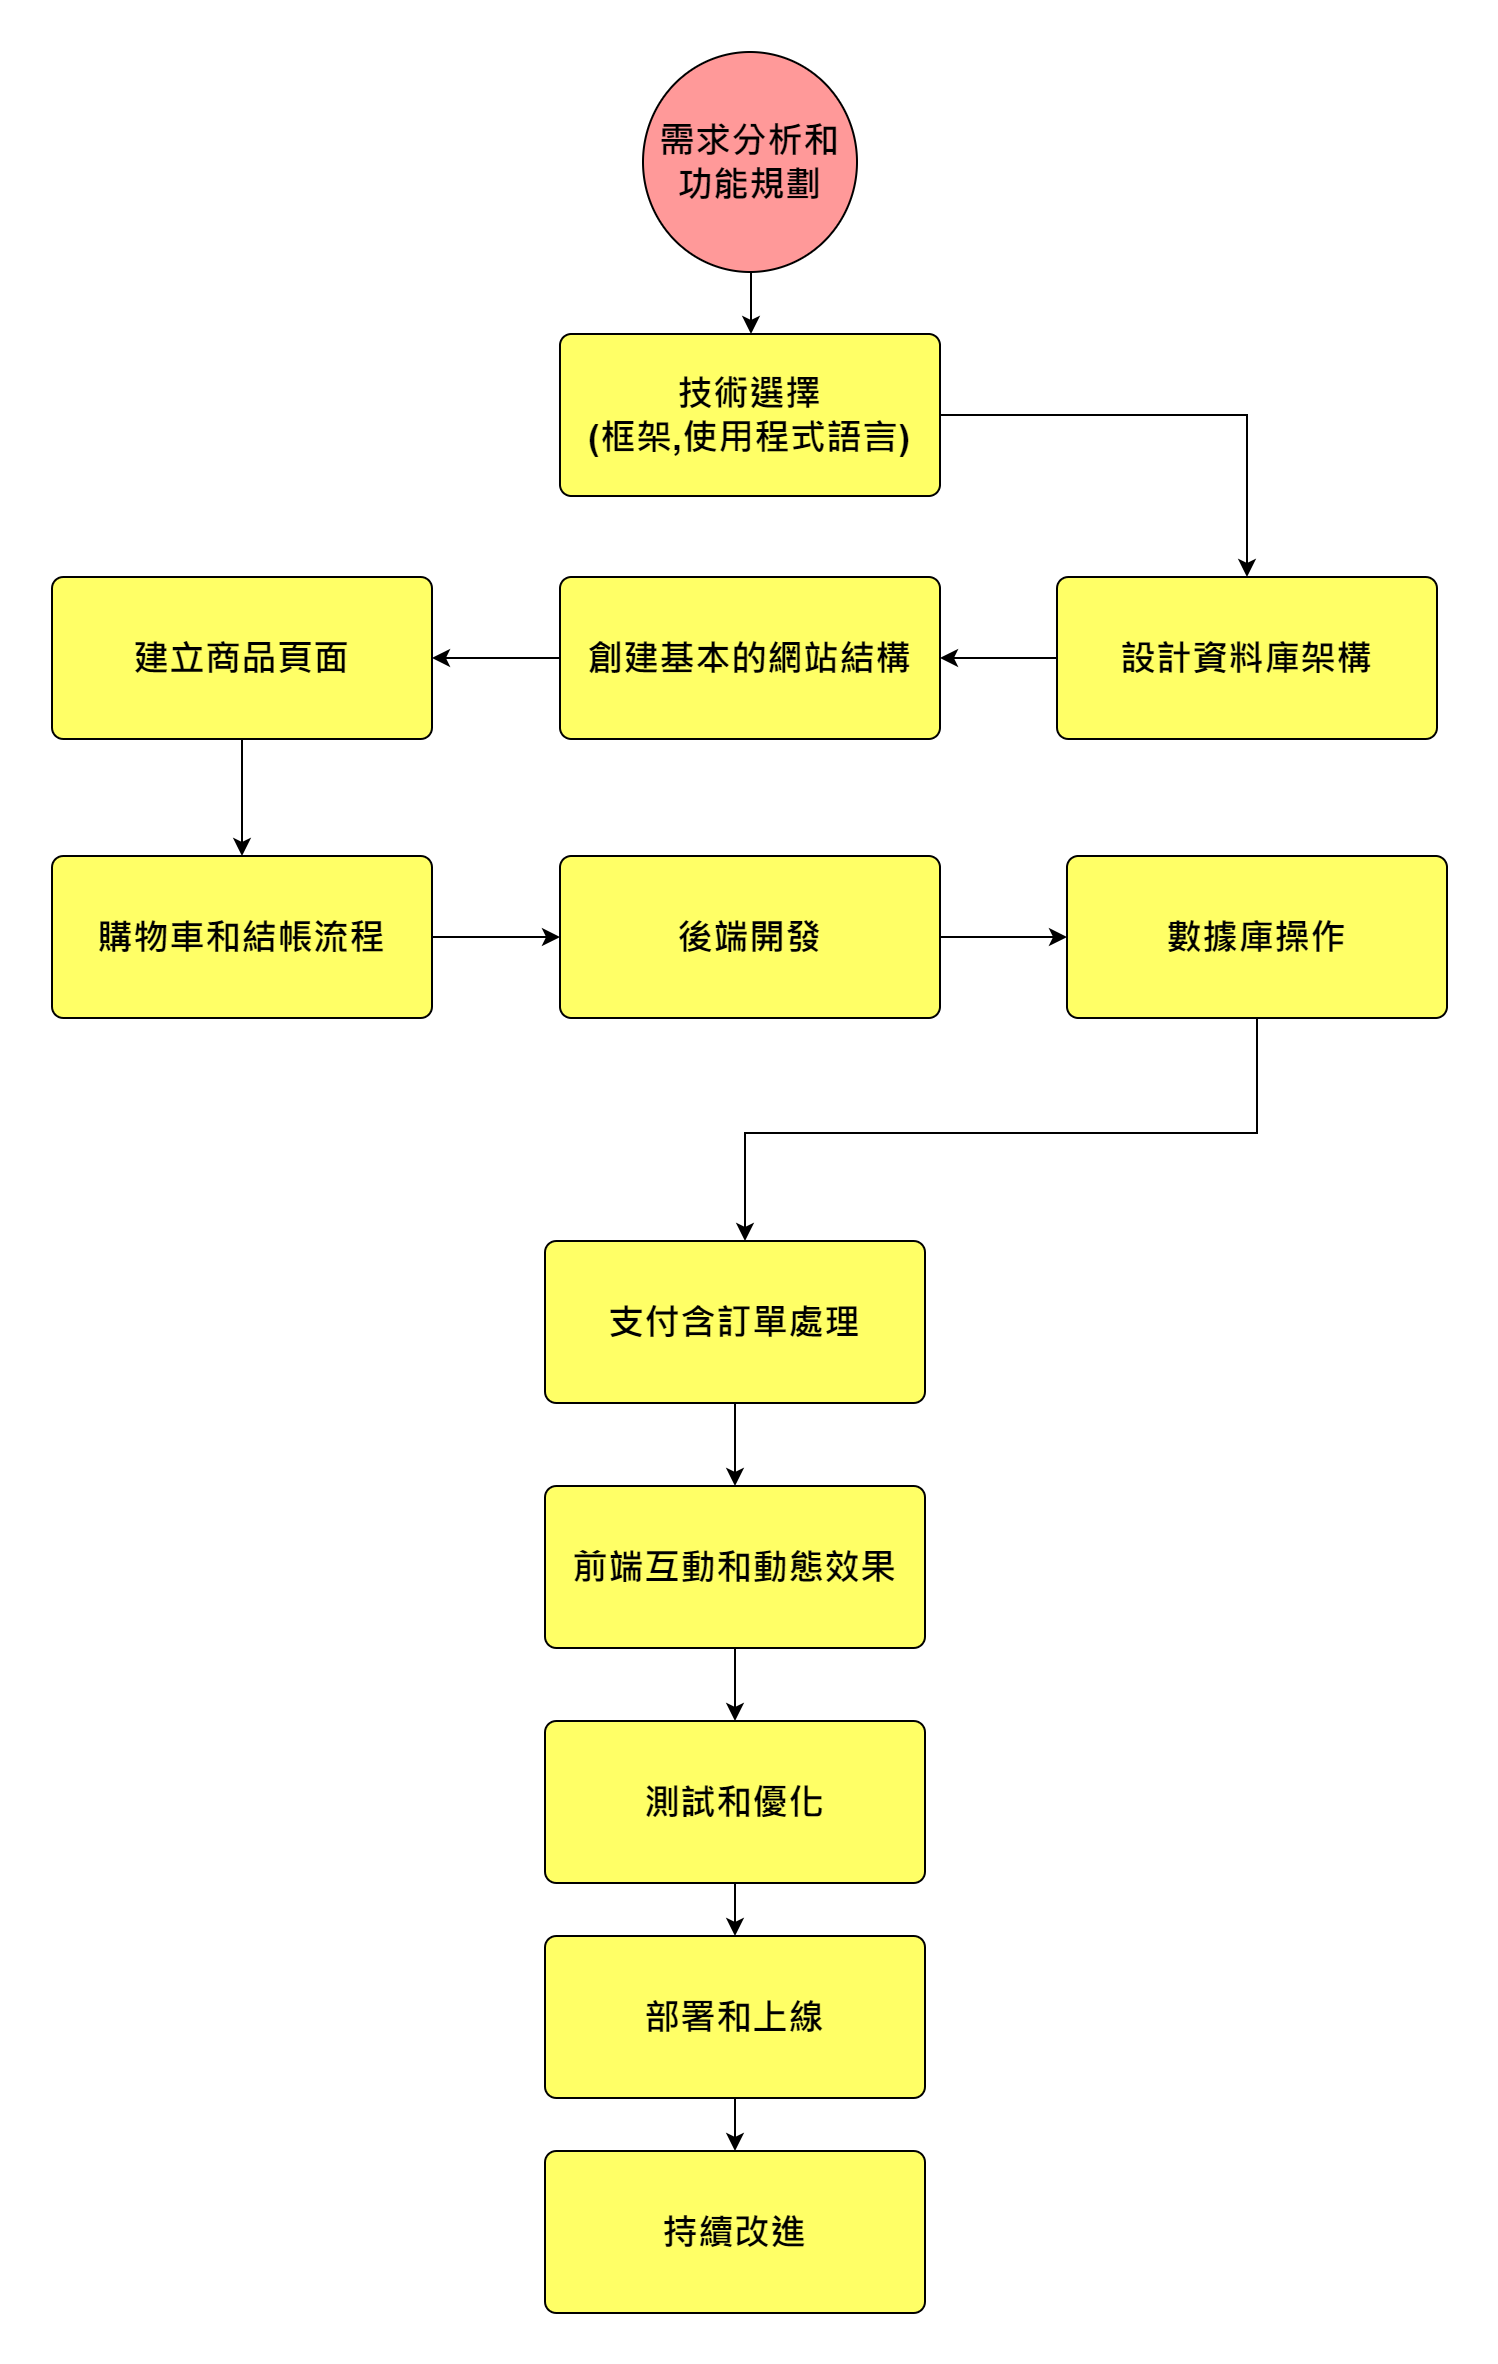 需求分析和
功能規劃
技術選擇
(框架,使用程式語言)
設計資料庫架構
創建基本的網站結構
建立商品頁面
購物車和結帳流程
後端開發
數據庫操作
支付含訂單處理
前端互動和動態效果
測試和優化
部署和上線
持續改進